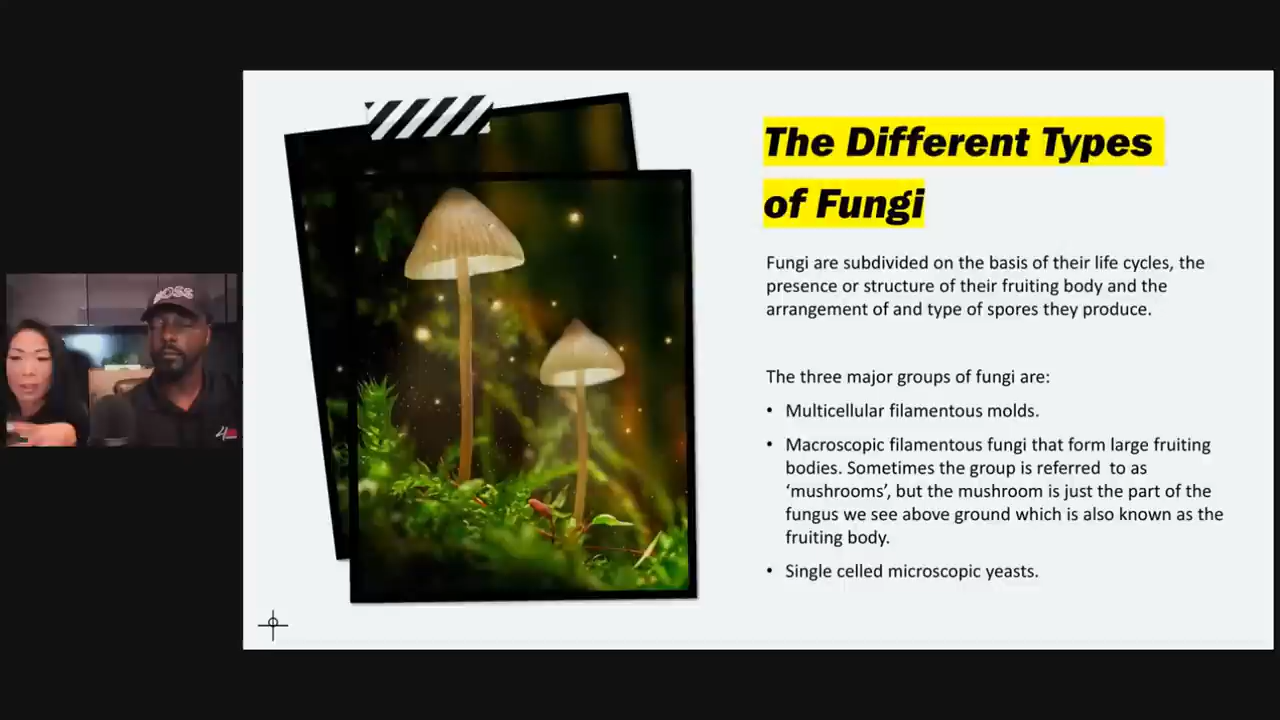 The Different Types
of Fungi
Fungi are subdivided on the basis of their life cycles, the
presence or structure of their fruiting body and the
arrangement of and type of spores they produce.
The three major groups of fungi are:
• Multicellular filamentous molds.
• Macroscopic filamentous fungi that form large fruiting
bodies. Sometimes the group is referred to as
‘mushrooms’, but the mushroom is just the part of the
fungus we see above ground which is also known as the
fruiting body.
• Single celled microscopic yeasts.
BOSS